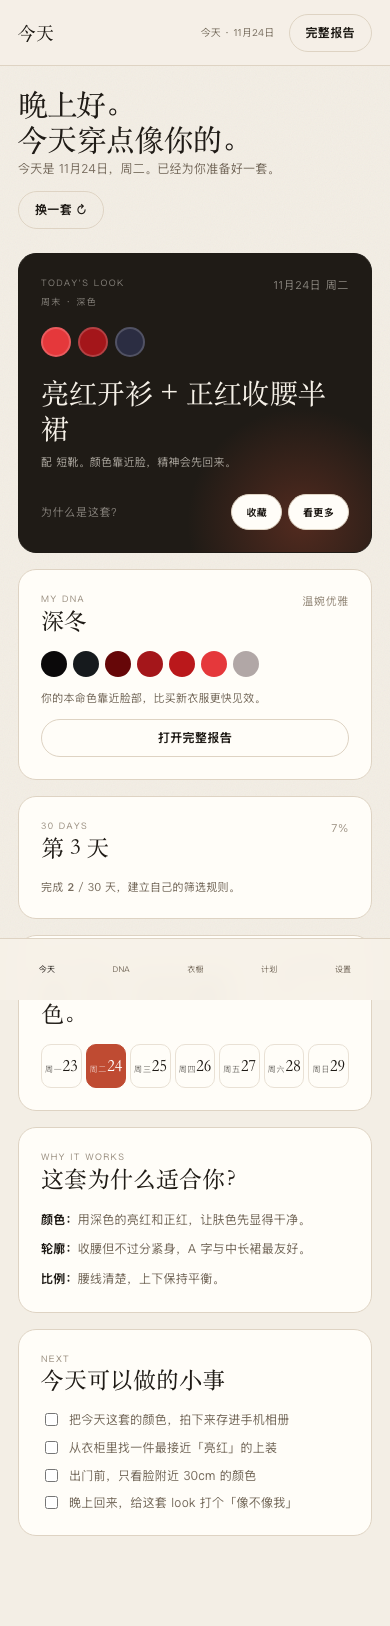 今天
今天 · 11月24日
完整报告
晚上好。
今天穿点像你的。
今天是 11月24日，周二。已经为你准备好一套。
换一套 ↻
TODAY'S LOOK
11月24日 周二
周末 · 深色
亮红开衫 + 正红收腰半
裙
配 短靴。颜色靠近脸，精神会先回来。
为什么是这套？
收藏
看更多
MY DNA
温婉优雅
深冬
你的本命色靠近脸部，比买新衣服更快见效。
打开完整报告
30 DAYS
7%
第 3 天
完成 2 / 30 天，建立自己的筛选规则。
今天
DNA
衣橱
计划
设置
色。
周一23
周二24
周三25
周四26
周五27
周六28
周日29
WHY IT WORKS
这套为什么适合你？
颜色：用深色的亮红和正红，让肤色先显得干净。
轮廓：收腰但不过分紧身，A 字与中长裙最友好。
比例：腰线清楚，上下保持平衡。
NEXT
今天可以做的小事
把今天这套的颜色，拍下来存进手机相册
从衣柜里找一件最接近「亮红」的上装
出门前，只看脸附近 30cm 的颜色
晚上回来，给这套 look 打个「像不像我」